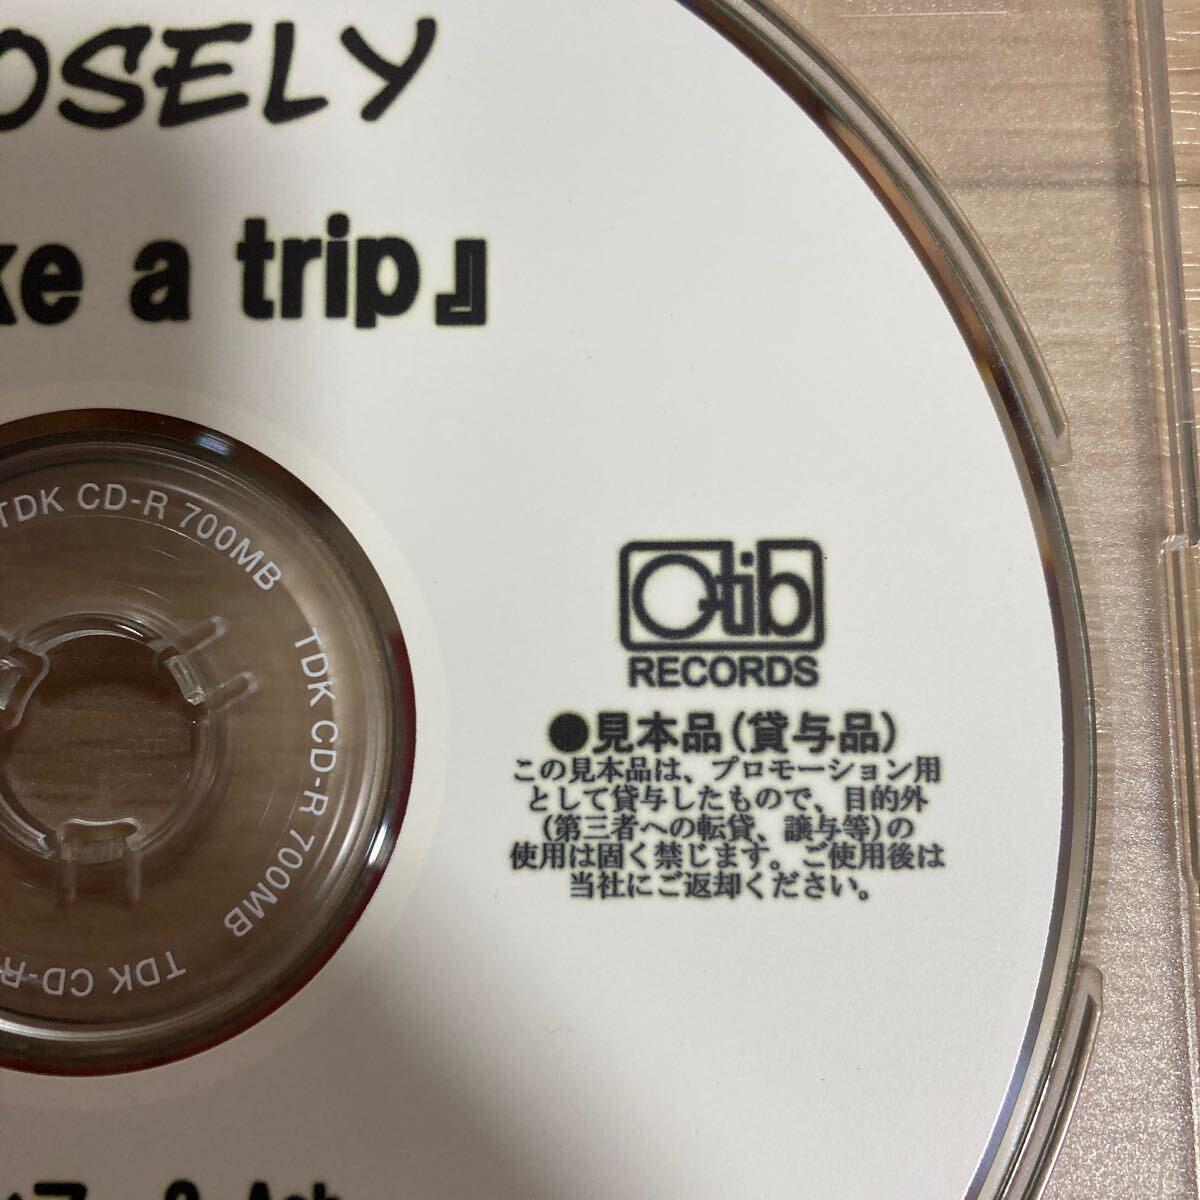 OSELY
ke a trip』
TDK CD-R 700MB
TDK CD-R 700MB
TDK CD-R
Qtib
RECORDS
●見本品(貸与品)
この見本品は、プロモーション用
として貸与したもので、目的外
(第三者への転貸、譲与等)の
使用は固く禁じます。ご使用後は
当社にご返却ください。